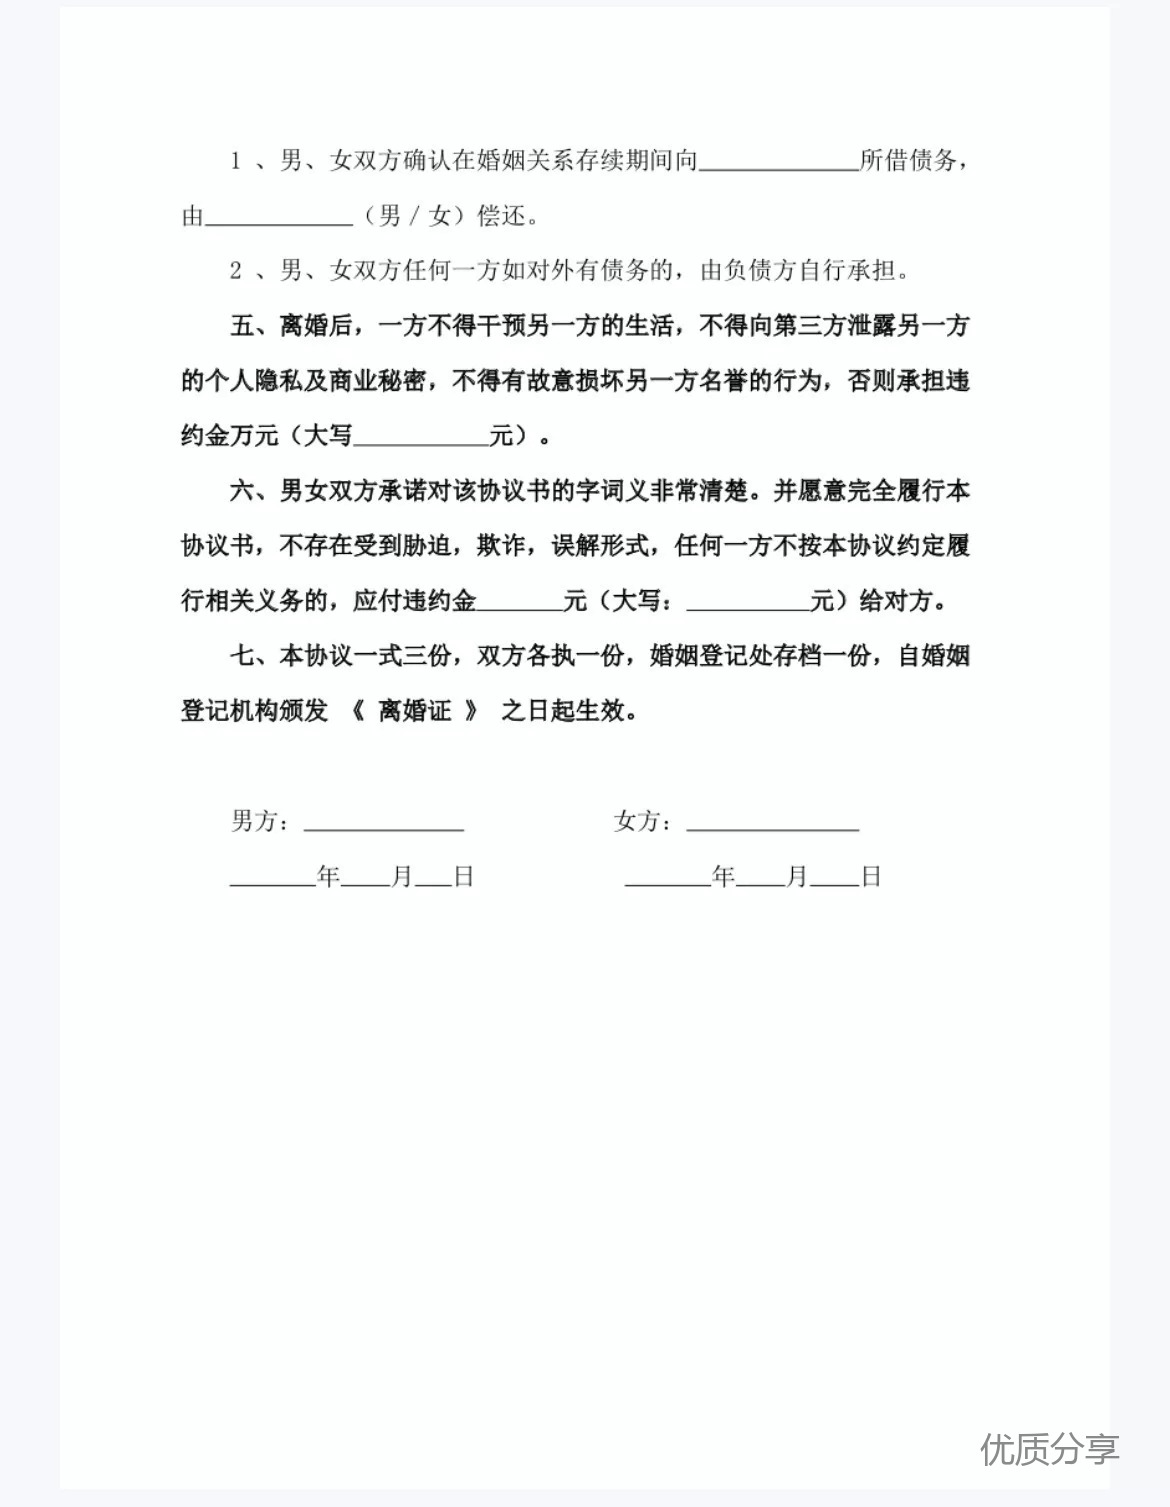 1 、男、女双方确认在婚姻关系存续期间向_____________所借债务，
由____________（男/女）偿还。
2 、男、女双方任何一方如对外有债务的，由负债方自行承担。
五、离婚后，一方不得干预另一方的生活，不得向第三方泄露另一方
的个人隐私及商业秘密，不得有故意损坏另一方名誉的行为，否则承担违
约金万元（大写___________元）。
六、男女双方承诺对该协议书的字词义非常清楚。并愿意完全履行本
协议书，不存在受到胁迫，欺诈，误解形式，任何一方不按本协议约定履
行相关义务的，应付违约金_______元（大写：__________元）给对方。
七、本协议一式三份，双方各执一份，婚姻登记处存档一份，自婚姻
登记机构颁发 《 离婚证 》 之日起生效。
男方：_____________ 女方：______________
_______年____月___日 _______年____月____日
优质分享